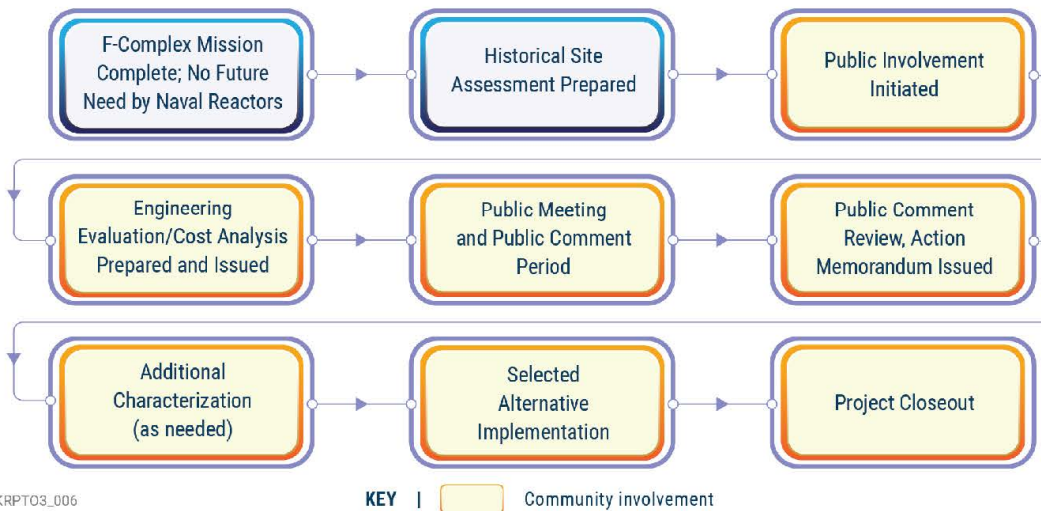 F-Complex Mission
Complete; No Future
Need by Naval Reactors
Historical Site
Assessment Prepared
Public Involvement
Initiated
Engineering
Evaluation/Cost Analysis
Prepared and Issued
Public Meeting
and Public Comment
Period
Public Comment
Review, Action
Memorandum Issued
Additional
Characterization
(as needed)
Selected
Alternative
Implementation
Project Closeout
KRPT03_006
KEY | Community involvement